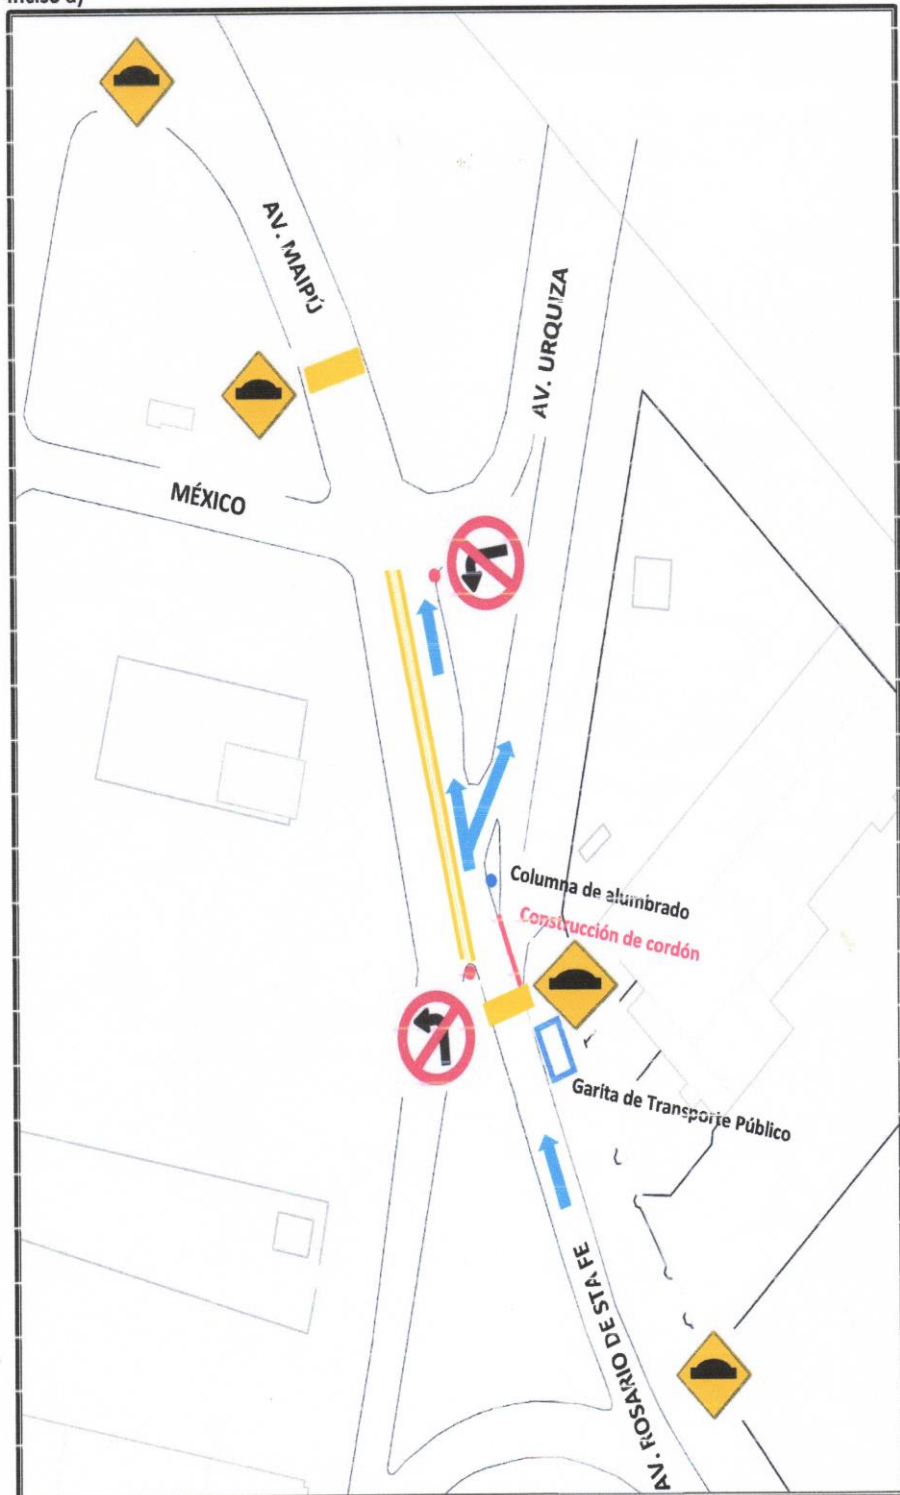 Inciso a)
AV. MAIPÚ
AV. URQUIZA
MÉXICO
Columna de alumbrado
Construcción de cordón
Garita de Transporte Público
AV. ROSARIO DE STA FE